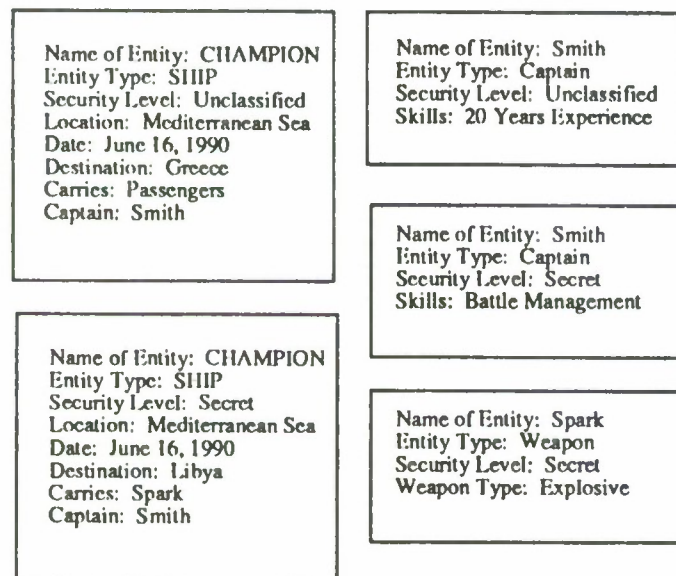 Name of Entity: CHAMPION
Entity Type: SHIP
Security Level: Unclassified
Location: Mediterranean Sea
Date: June 16, 1990
Destination: Greece
Carries: Passengers
Captain: Smith
Name of Entity: CHAMPION
Entity Type: SHIP
Security Level: Secret
Location: Mediterranean Sea
Date: June 16, 1990
Destination: Libya
Carries: Spark
Captain: Smith
Name of Entity: Smith
Entity Type: Captain
Security Level: Unclassified
Skills: 20 Years Experience
Name of Entity: Smith
Entity Type: Captain
Security Level: Secret
Skills: Battle Management
Name of Entity: Spark
Entity Type: Weapon
Security Level: Secret
Weapon Type: Explosive